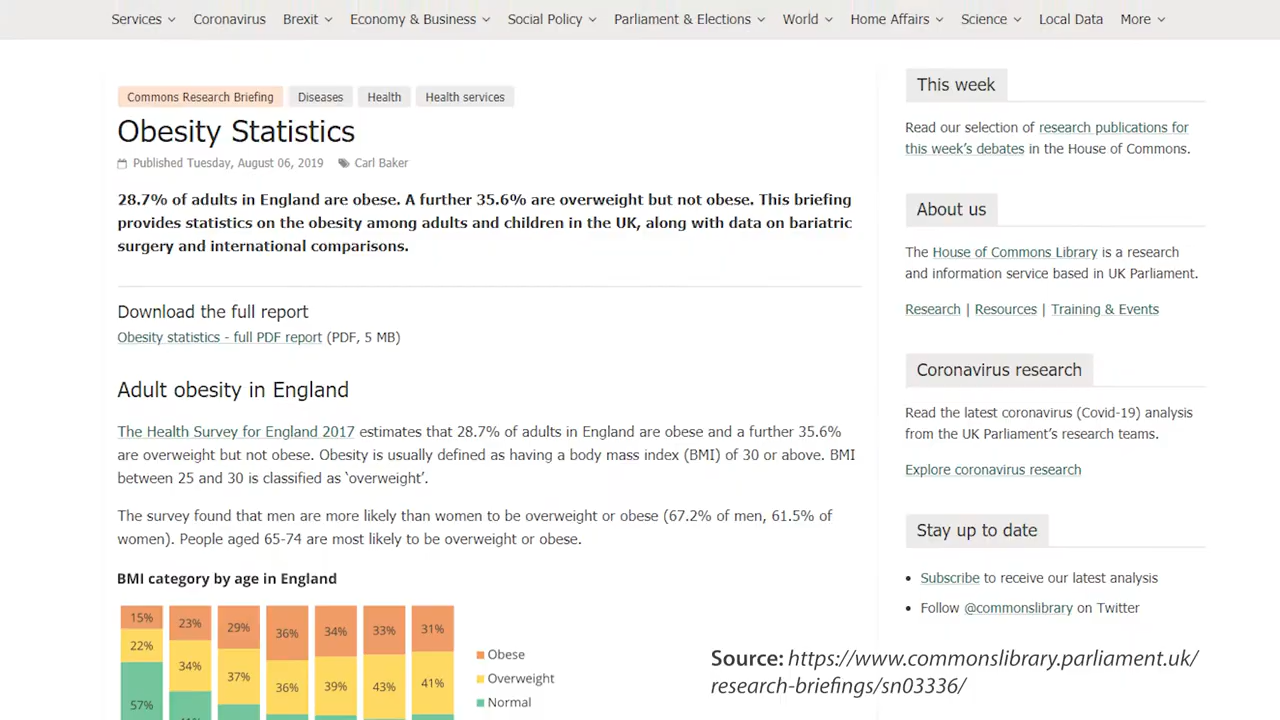 Services Coronavirus Brexit Economy & Business Social Policy Parliament & Elections World Home Affairs Science Local Data More
Commons Research Briefing Diseases Health Health services
Obesity Statistics
Published Tuesday, August 06, 2019 Carl Baker
28.7% of adults in England are obese. A further 35.6% are overweight but not obese. This briefing
provides statistics on the obesity among adults and children in the UK, along with data on bariatric
surgery and international comparisons.
Download the full report
Obesity statistics - full PDF report (PDF, 5 MB)
Adult obesity in England
The Health Survey for England 2017 estimates that 28.7% of adults in England are obese and a further 35.6%
are overweight but not obese. Obesity is usually defined as having a body mass index (BMI) of 30 or above. BMI
between 25 and 30 is classified as ‘overweight’.
The survey found that men are more likely than women to be overweight or obese (67.2% of men, 61.5% of
women). People aged 65-74 are most likely to be overweight or obese.
BMI category by age in England
15% 23% 29% 36% 34% 33% 31%
22% 34% 37% 36% 39% 43% 41%
57%
Obese
Overweight
Normal
This week
Read our selection of research publications for
this week’s debates in the House of Commons.
About us
The House of Commons Library is a research
and information service based in UK Parliament.
Research | Resources | Training & Events
Coronavirus research
Read the latest coronavirus (Covid-19) analysis
from the UK Parliament’s research teams.
Explore coronavirus research
Stay up to date
Subscribe to receive our latest analysis
Follow @commonslibrary on Twitter
Source: https://www.commonslibrary.parliament.uk/
research-briefings/sn03336/